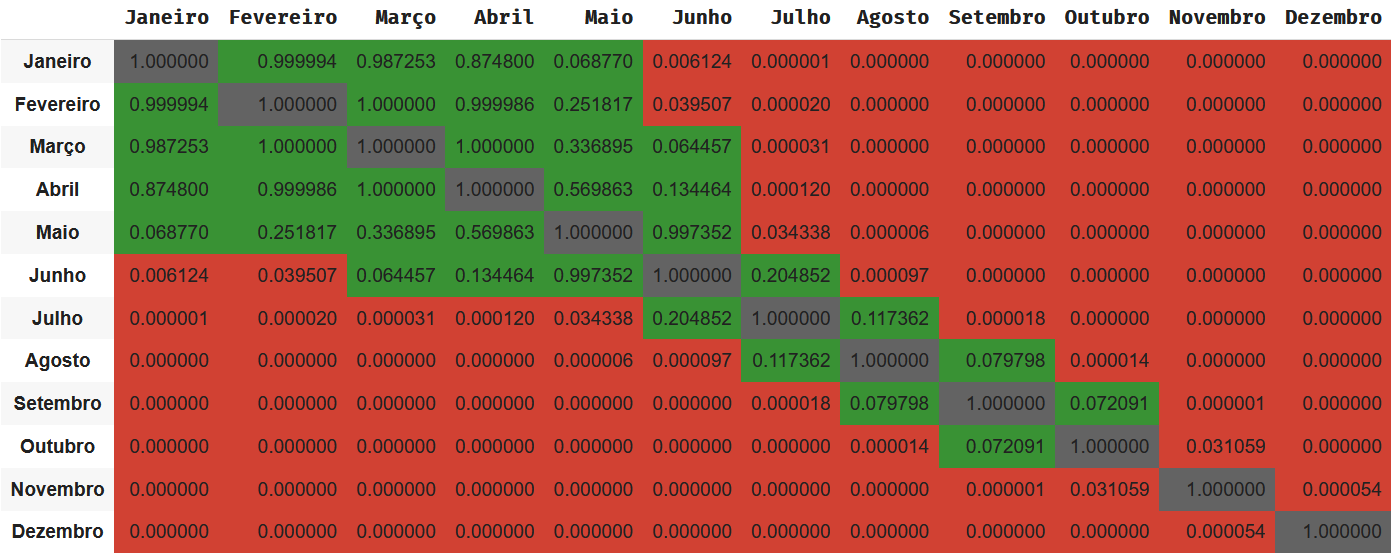 Janeiro Fevereiro Março Abril Maio Junho Julho Agosto Setembro Outubro Novembro Dezembro
Janeiro 1.000000 0.999994 0.987253 0.874800 0.068770 0.006124 0.000001 0.000000 0.000000 0.000000 0.000000 0.000000
Fevereiro 0.999994 1.000000 1.000000 0.999986 0.251817 0.039507 0.000020 0.000000 0.000000 0.000000 0.000000 0.000000
Março 0.987253 1.000000 1.000000 1.000000 0.336895 0.064457 0.000031 0.000000 0.000000 0.000000 0.000000 0.000000
Abril 0.874800 0.999986 1.000000 1.000000 0.569863 0.134464 0.000120 0.000000 0.000000 0.000000 0.000000 0.000000
Maio 0.068770 0.251817 0.336895 0.569863 1.000000 0.997352 0.034338 0.000006 0.000000 0.000000 0.000000 0.000000
Junho 0.006124 0.039507 0.064457 0.134464 0.997352 1.000000 0.204852 0.000097 0.000000 0.000000 0.000000 0.000000
Julho 0.000001 0.000020 0.000031 0.000120 0.034338 0.204852 1.000000 0.117362 0.000018 0.000000 0.000000 0.000000
Agosto 0.000000 0.000000 0.000000 0.000000 0.000006 0.000097 0.117362 1.000000 0.079798 0.000014 0.000000 0.000000
Setembro 0.000000 0.000000 0.000000 0.000000 0.000000 0.000000 0.000018 0.079798 1.000000 0.072091 0.000001 0.000000
Outubro 0.000000 0.000000 0.000000 0.000000 0.000000 0.000000 0.000000 0.000014 0.072091 1.000000 0.031059 0.000000
Novembro 0.000000 0.000000 0.000000 0.000000 0.000000 0.000000 0.000000 0.000000 0.000001 0.031059 1.000000 0.000054
Dezembro 0.000000 0.000000 0.000000 0.000000 0.000000 0.000000 0.000000 0.000000 0.000000 0.000000 0.000054 1.000000